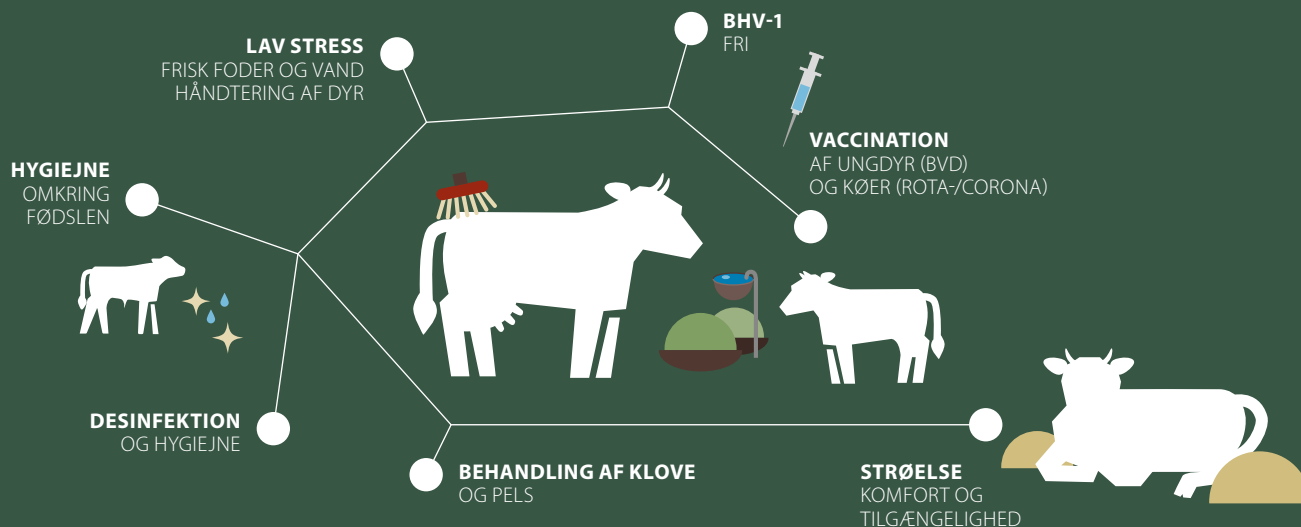 LAV STRESS
FRISK FODER OG VAND
HÅNDTERING AF DYR
BHV-1
FRI
VACCINATION
AF UNGDYR (BVD)
OG KØER (ROTA-/CORONA)
HYGIEJNE
OMKRING
FØDSLEN
DESINFEKTION
OG HYGIEJNE
BEHANDLING AF KLOVE
OG PELS
STRØELSE
KOMFORT OG
TILGÆNGELIGHED